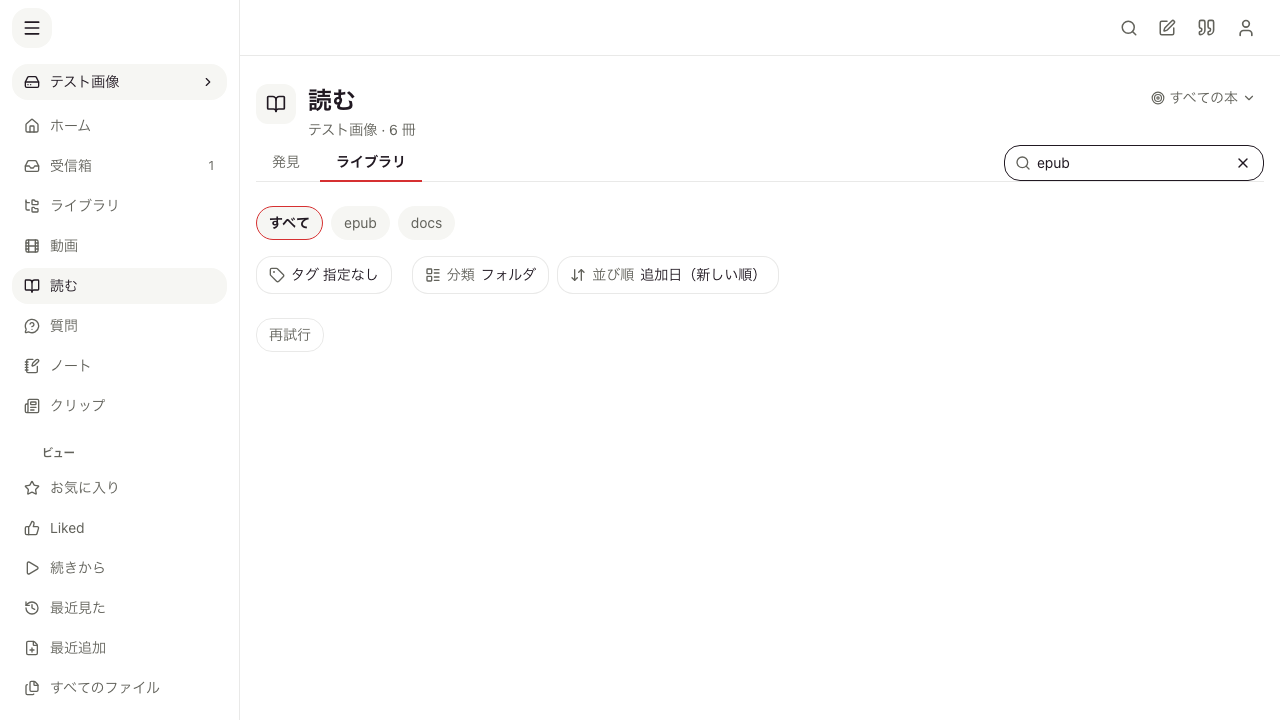 テスト画像
ホーム
受信箱 1
ライブラリ
動画
読む
質問
ノート
クリップ
ビュー
お気に入り
Liked
続きから
最近見た
最近追加
すべてのファイル
読む
テスト画像 · 6 冊
すべての本
発見 ライブラリ
epub
すべて epub docs
タグ 指定なし 分類 フォルダ 並び順 追加日（新しい順）
再試行